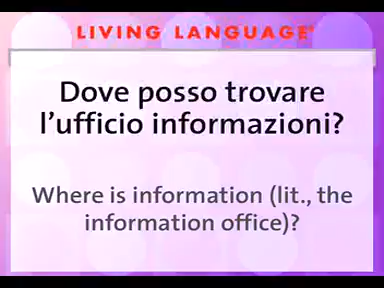 LIVING LANGUAGE®
Dove posso trovare
l'ufficio informazioni?
Where is information (lit., the
information office)?